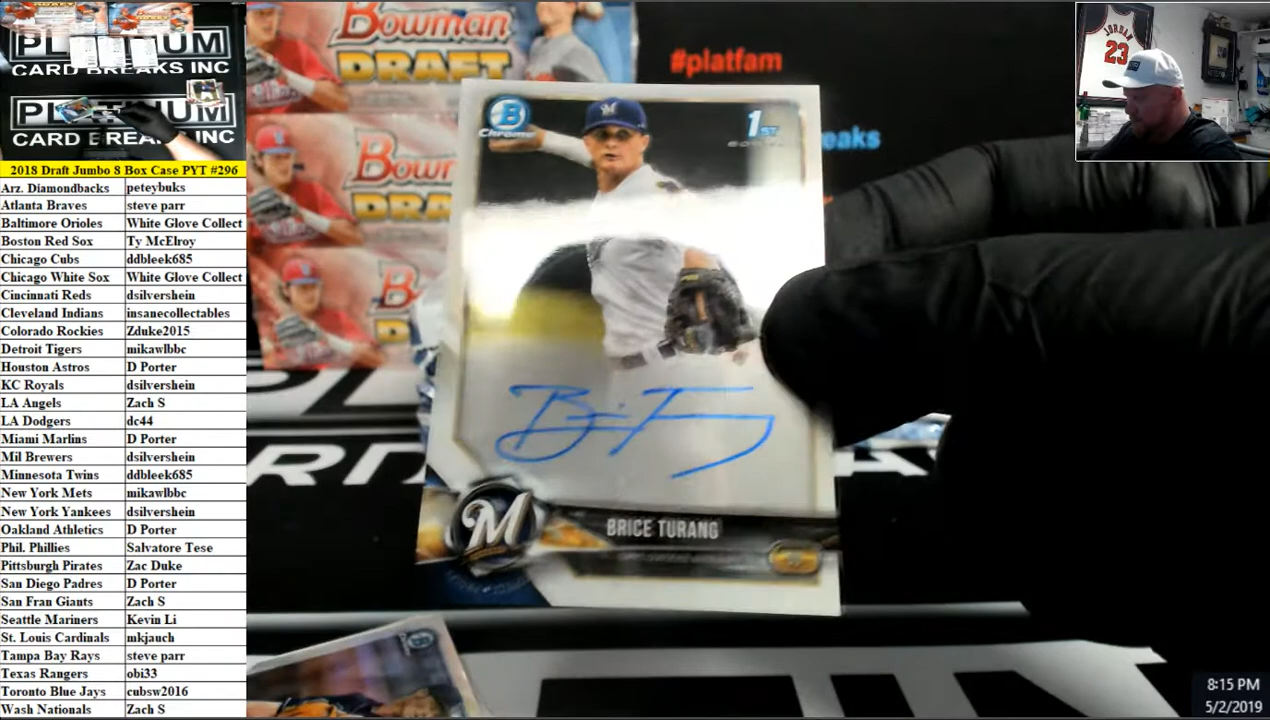 PLATINUM
CARD BREAKS INC
PLATINUM
CARD BREAKS INC
2018 Draft Jumbo 8 Box Case PYT #296
Arz. Diamondbacks peteybuks
Atlanta Braves steve parr
Baltimore Orioles White Glove Collect
Boston Red Sox Ty McElroy
Chicago Cubs ddbleek685
Chicago White Sox White Glove Collect
Cincinnati Reds dsilvershein
Cleveland Indians insanecollectables
Colorado Rockies Zduke2015
Detroit Tigers mikawlbbc
Houston Astros D Porter
KC Royals dsilvershein
LA Angels Zach S
LA Dodgers dc44
Miami Marlins D Porter
Mil Brewers dsilvershein
Minnesota Twins ddbleek685
New York Mets mikawlbbc
New York Yankees dsilvershein
Oakland Athletics D Porter
Phil. Phillies Salvatore Tese
Pittsburgh Pirates Zac Duke
San Diego Padres D Porter
San Fran Giants Zach S
Seattle Mariners Kevin Li
St. Louis Cardinals mkjauch
Tampa Bay Rays steve parr
Texas Rangers obi33
Toronto Blue Jays cubsw2016
Wash Nationals Zach S
Bowman
DRAFT
#platfam
eaks
Bowm
DRA
B
B
Chrome
1ST
M
BRICE TURANG
M
JORDAN
23
8:15 PM
5/2/2019